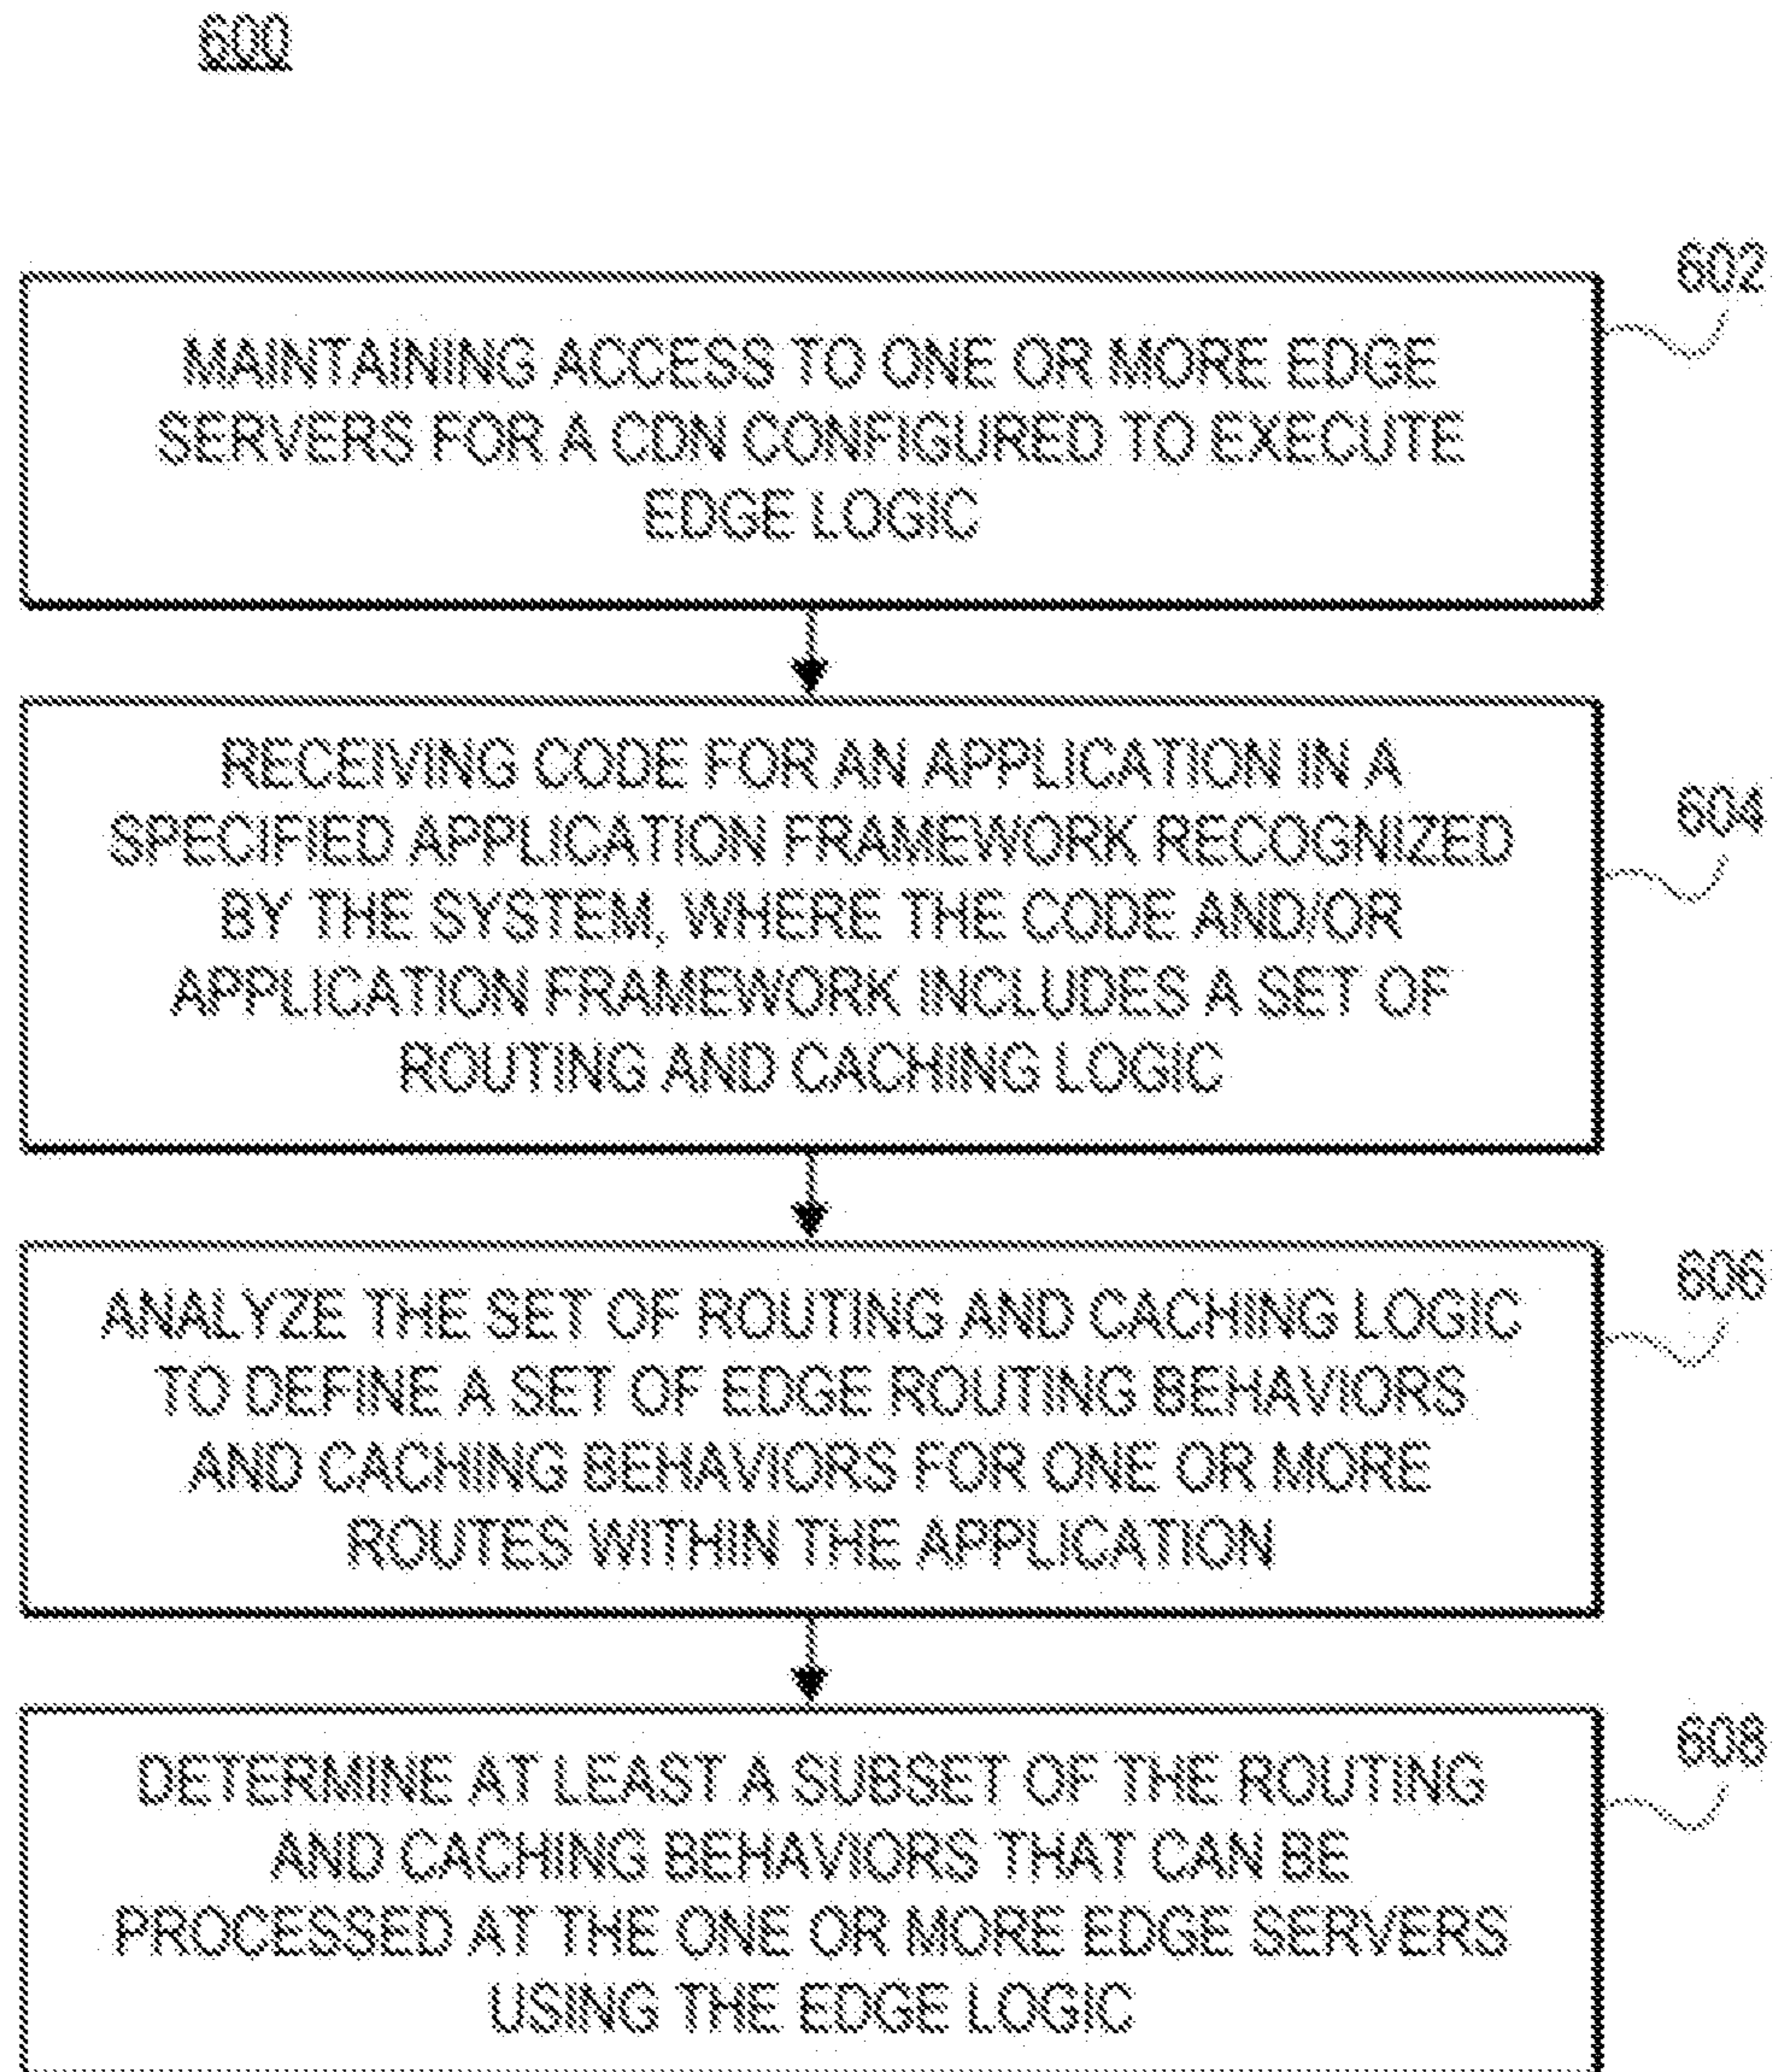 600
602
MAINTAINING ACCESS TO ONE OR MORE EDGE
SERVERS FOR A CDN CONFIGURED TO EXECUTE
EDGE LOGIC
604
RECEIVING CODE FOR AN APPLICATION IN A
SPECIFIED APPLICATION FRAMEWORK RECOGNIZED
BY THE SYSTEM, WHERE THE CODE AND/OR
APPLICATION FRAMEWORK INCLUDES A SET OF
ROUTING AND CACHING LOGIC
606
ANALYZE THE SET OF ROUTING AND CACHING LOGIC
TO DEFINE A SET OF EDGE ROUTING BEHAVIORS
AND CACHING BEHAVIORS FOR ONE OR MORE
ROUTES WITHIN THE APPLICATION
608
DETERMINE AT LEAST A SUBSET OF THE ROUTING
AND CACHING BEHAVIORS THAT CAN BE
PROCESSED AT THE ONE OR MORE EDGE SERVERS
USING THE EDGE LOGIC